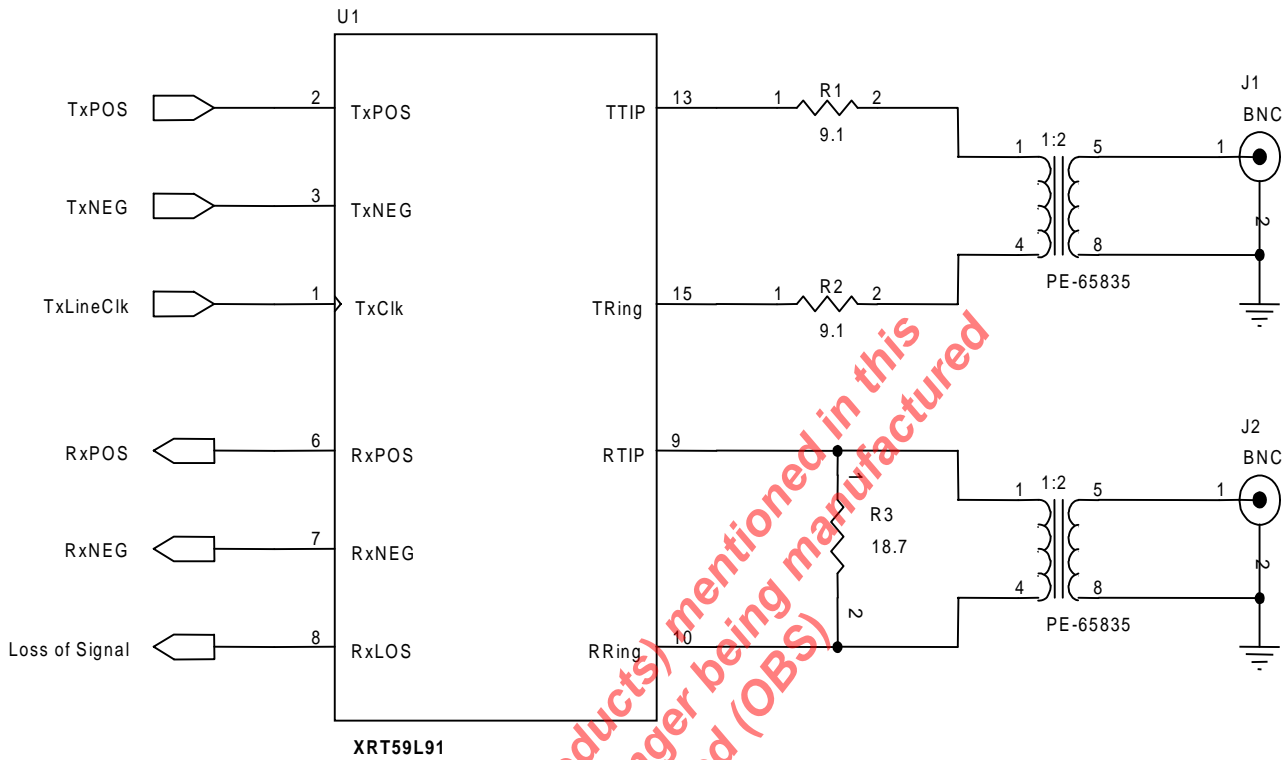 U1
TxPOS 2 TxPOS
TxNEG 3 TxNEG
TxLineClk 1 TxClk
RxPOS 6 RxPOS
RxNEG 7 RxNEG
Loss of Signal 8 RxLOS
XRT59L91
TTIP 13 1 R1 2
9.1
TRing 15 1 R2 2
9.1
1 1:2 5
4 8
PE-65835
J1
BNC
1
2
RTIP 9
1
R3
18.7
2
RRing 10
1 1:2 5
4 8
PE-65835
J2
BNC
1
2
ducts) mentioned in this
nger being manufactured
d (OBS)